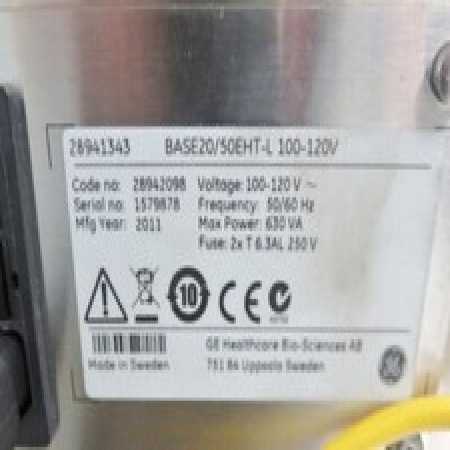 28941343 BASE20/50EHT-L 100-120V
Code no: 28942098 Voltage: 100-120 V ~
Serial no: 1579878 Frequency: 50/60 Hz
Mfg Year: 2011 Max Power: 630 VA
Fuse: 2x T 6.3AL 250 V
10 CE
GE Healthcare Bio-Sciences AB
Made in Sweden 751 84 Uppsala Sweden